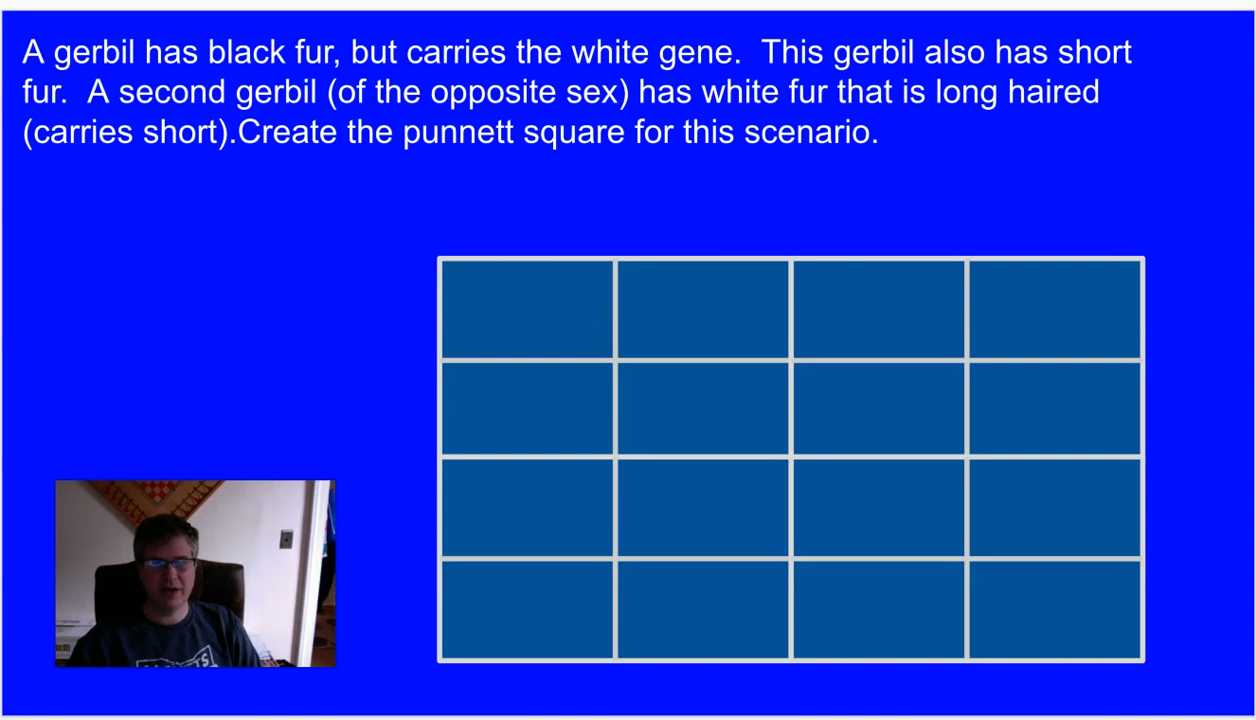 A gerbil has black fur, but carries the white gene.  This gerbil also has short
fur.  A second gerbil (of the opposite sex) has white fur that is long haired
(carries short).Create the punnett square for this scenario.